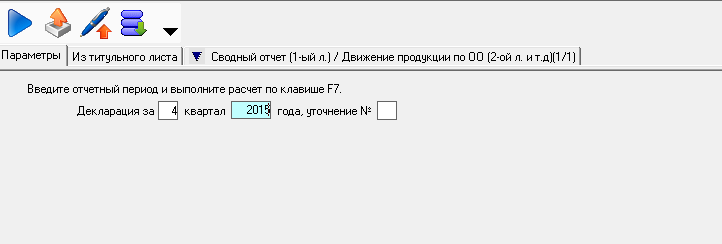 Параметры Из титульного листа Сводный отчет (1-ый л.) / Движение продукции по ОО (2-ой л. и т.д)(1/1)
Введите отчетный период и выполните расчет по клавише F7.
Декларация за 4 квартал 2015 года, уточнение №